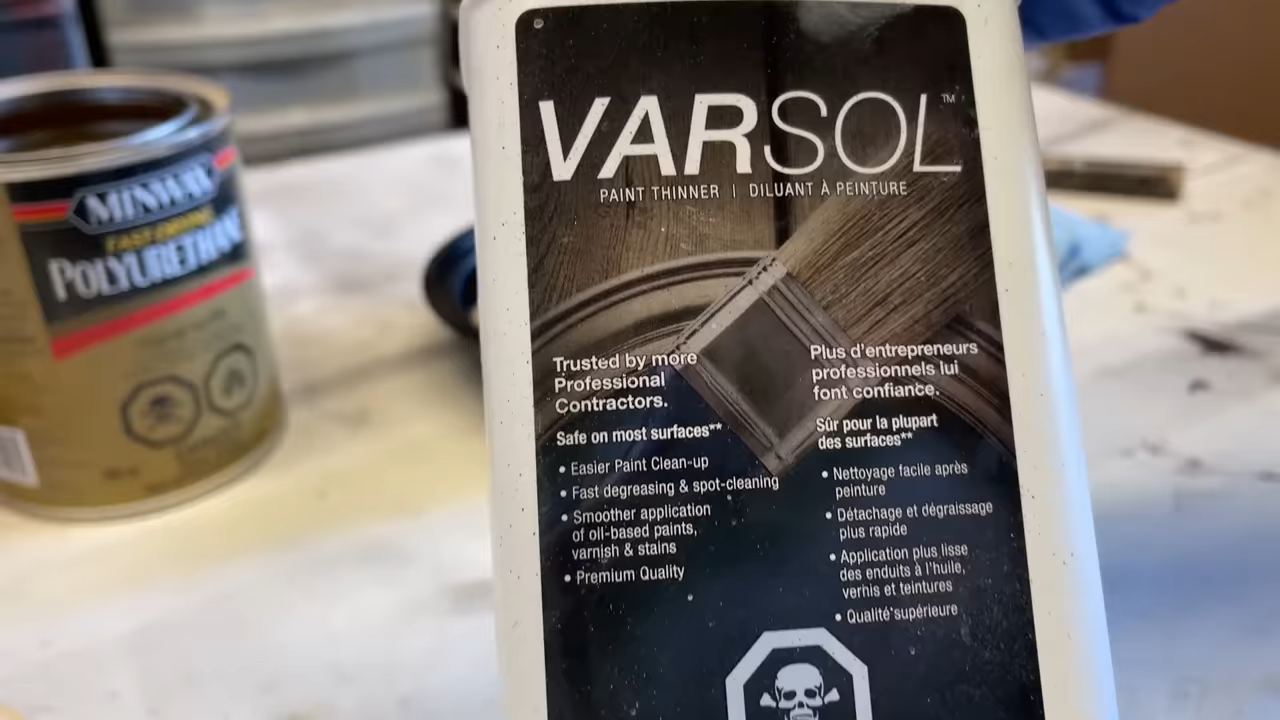 VARSOL™
PAINT THINNER | DILUANT À PEINTURE
Trusted by more
Professional
Contractors.
Safe on most surfaces**
• Easier Paint Clean-up
• Fast degreasing & spot-cleaning
• Smoother application
of oil-based paints,
varnish & stains
• Premium Quality
Plus d'entrepreneurs
professionnels lui
font confiance.
Sûr pour la plupart
des surfaces**
• Nettoyage facile après
peinture
• Détachage et dégraissage
plus rapide
• Application plus lisse
des enduits à l'huile,
vernis et teintures
• Qualité supérieure
MINWAX
FAST-DRYING
POLYURETHANE